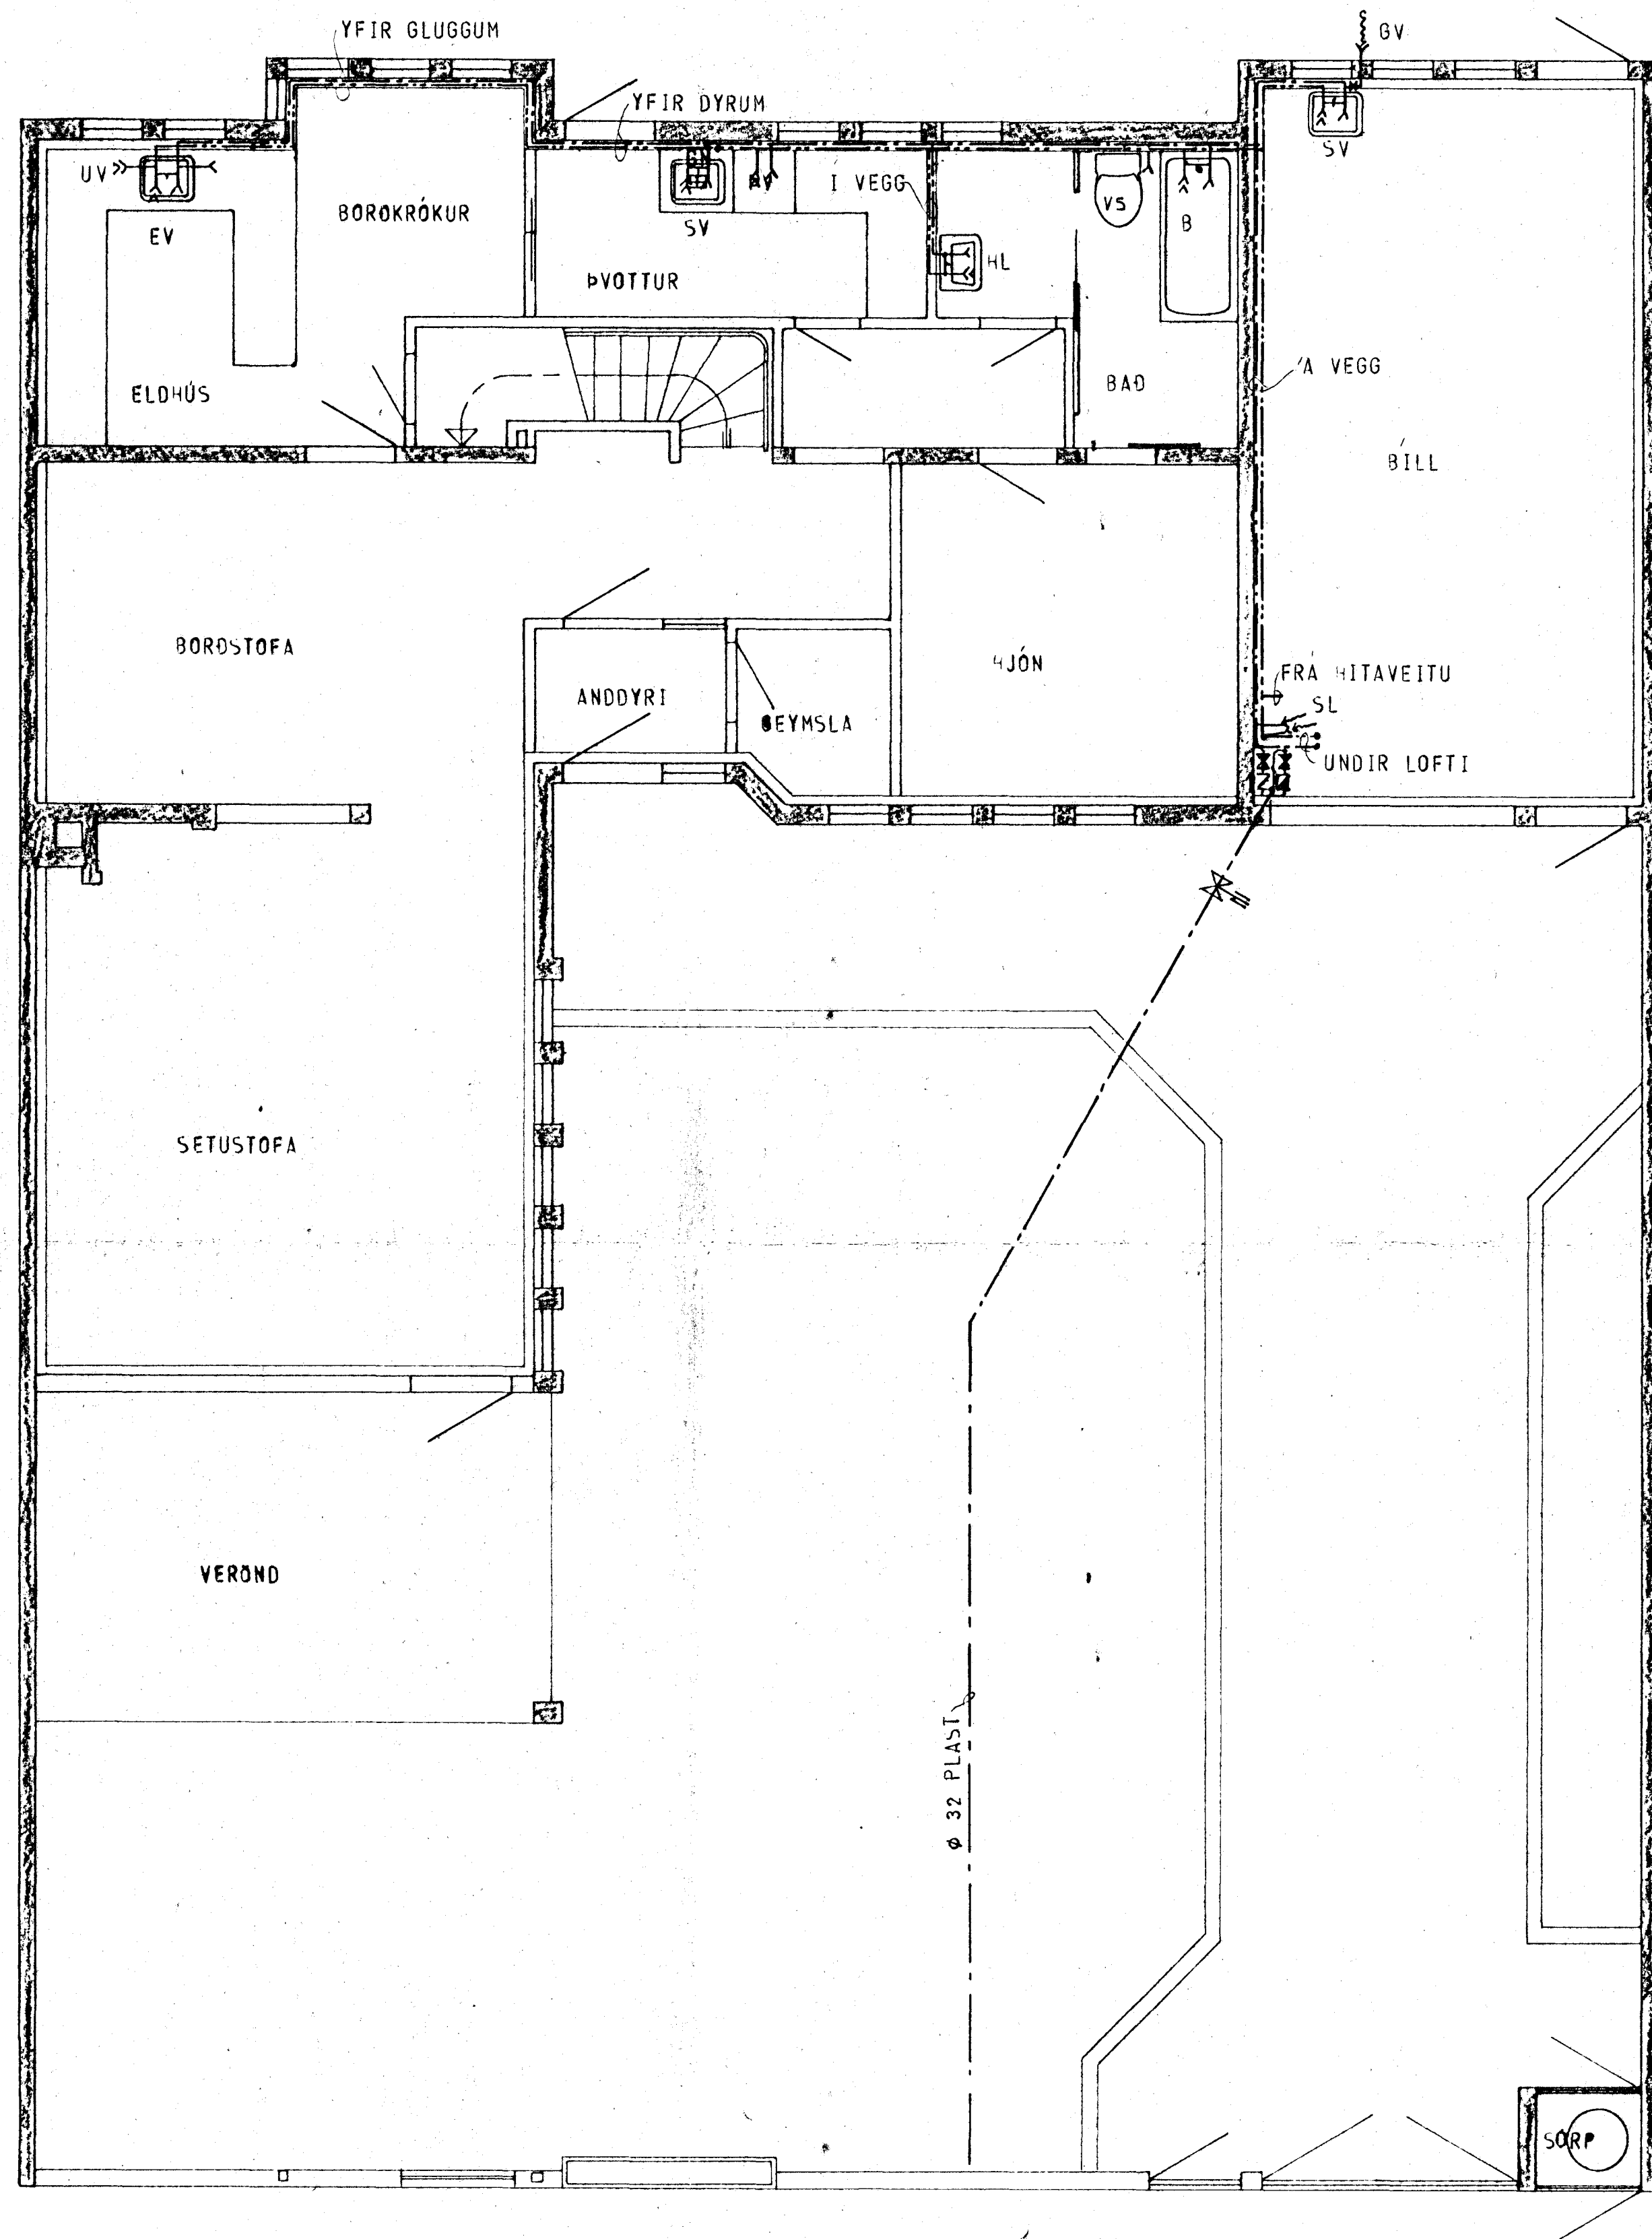 YFIR GLUGGUM
GV
YFIR DYRUM
UV
EV
BORÐKRÓKUR
SV
ÞVOTTUR
I VEGG
HL
VS
B
SV
ELDHÚS
BAÐ
'A VEGG
BÍLL
BORÐSTOFA
HJÓN
ANDDYRI
GEYMSLA
FRÁ HITAVEITU
SL
UNDIR LOFTI
SETUSTOFA
VERÖND
Ø 32 PLAST
SORP